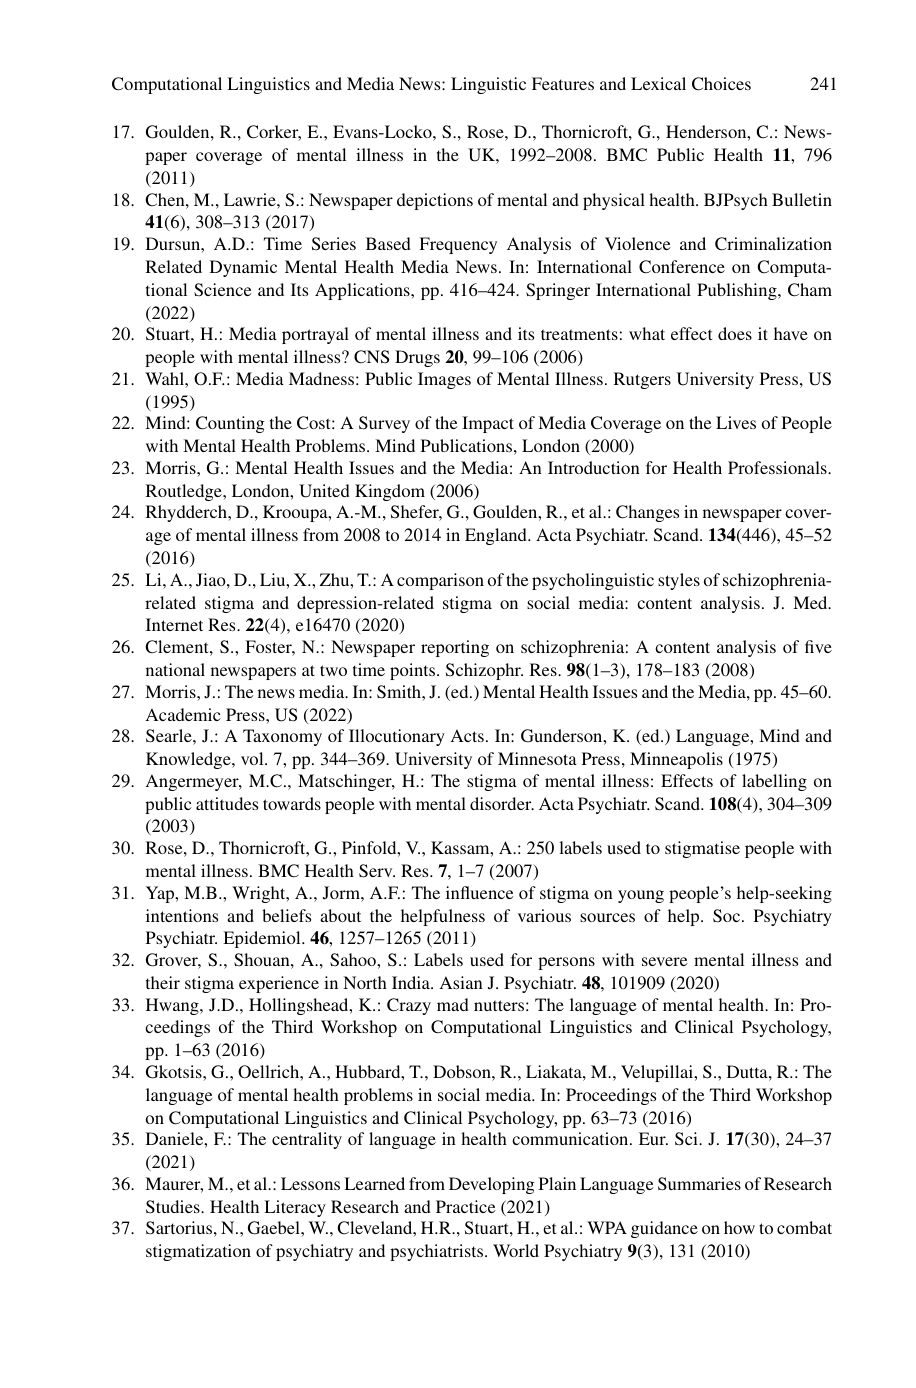 Computational Linguistics and Media News: Linguistic Features and Lexical Choices 241
17. Goulden, R., Corker, E., Evans-Locko, S., Rose, D., Thornicroft, G., Henderson, C.: News-
paper coverage of mental illness in the UK, 1992–2008. BMC Public Health 11, 796
(2011)
18. Chen, M., Lawrie, S.: Newspaper depictions of mental and physical health. BJPsych Bulletin
41(6), 308–313 (2017)
19. Dursun, A.D.: Time Series Based Frequency Analysis of Violence and Criminalization
Related Dynamic Mental Health Media News. In: International Conference on Computa-
tional Science and Its Applications, pp. 416–424. Springer International Publishing, Cham
(2022)
20. Stuart, H.: Media portrayal of mental illness and its treatments: what effect does it have on
people with mental illness? CNS Drugs 20, 99–106 (2006)
21. Wahl, O.F.: Media Madness: Public Images of Mental Illness. Rutgers University Press, US
(1995)
22. Mind: Counting the Cost: A Survey of the Impact of Media Coverage on the Lives of People
with Mental Health Problems. Mind Publications, London (2000)
23. Morris, G.: Mental Health Issues and the Media: An Introduction for Health Professionals.
Routledge, London, United Kingdom (2006)
24. Rhydderch, D., Krooupa, A.-M., Shefer, G., Goulden, R., et al.: Changes in newspaper cover-
age of mental illness from 2008 to 2014 in England. Acta Psychiatr. Scand. 134(446), 45–52
(2016)
25. Li, A., Jiao, D., Liu, X., Zhu, T.: A comparison of the psycholinguistic styles of schizophrenia-
related stigma and depression-related stigma on social media: content analysis. J. Med.
Internet Res. 22(4), e16470 (2020)
26. Clement, S., Foster, N.: Newspaper reporting on schizophrenia: A content analysis of five
national newspapers at two time points. Schizophr. Res. 98(1–3), 178–183 (2008)
27. Morris, J.: The news media. In: Smith, J. (ed.) Mental Health Issues and the Media, pp. 45–60.
Academic Press, US (2022)
28. Searle, J.: A Taxonomy of Illocutionary Acts. In: Gunderson, K. (ed.) Language, Mind and
Knowledge, vol. 7, pp. 344–369. University of Minnesota Press, Minneapolis (1975)
29. Angermeyer, M.C., Matschinger, H.: The stigma of mental illness: Effects of labelling on
public attitudes towards people with mental disorder. Acta Psychiatr. Scand. 108(4), 304–309
(2003)
30. Rose, D., Thornicroft, G., Pinfold, V., Kassam, A.: 250 labels used to stigmatise people with
mental illness. BMC Health Serv. Res. 7, 1–7 (2007)
31. Yap, M.B., Wright, A., Jorm, A.F.: The influence of stigma on young people's help-seeking
intentions and beliefs about the helpfulness of various sources of help. Soc. Psychiatry
Psychiatr. Epidemiol. 46, 1257–1265 (2011)
32. Grover, S., Shouan, A., Sahoo, S.: Labels used for persons with severe mental illness and
their stigma experience in North India. Asian J. Psychiatr. 48, 101909 (2020)
33. Hwang, J.D., Hollingshead, K.: Crazy mad nutters: The language of mental health. In: Pro-
ceedings of the Third Workshop on Computational Linguistics and Clinical Psychology,
pp. 1–63 (2016)
34. Gkotsis, G., Oellrich, A., Hubbard, T., Dobson, R., Liakata, M., Velupillai, S., Dutta, R.: The
language of mental health problems in social media. In: Proceedings of the Third Workshop
on Computational Linguistics and Clinical Psychology, pp. 63–73 (2016)
35. Daniele, F.: The centrality of language in health communication. Eur. Sci. J. 17(30), 24–37
(2021)
36. Maurer, M., et al.: Lessons Learned from Developing Plain Language Summaries of Research
Studies. Health Literacy Research and Practice (2021)
37. Sartorius, N., Gaebel, W., Cleveland, H.R., Stuart, H., et al.: WPA guidance on how to combat
stigmatization of psychiatry and psychiatrists. World Psychiatry 9(3), 131 (2010)